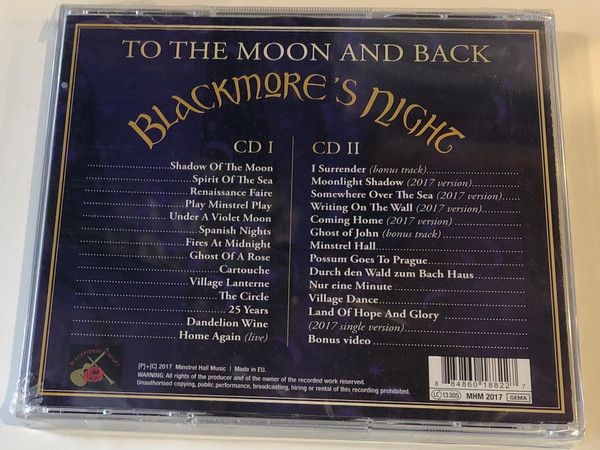 TO THE MOON AND BACK
BLACKMORE'S NIGHT
CD I
Shadow Of The Moon
Spirit Of The Sea
Renaissance Faire
Play Minstrel Play
Under A Violet Moon
Spanish Nights
Fires At Midnight
Ghost Of A Rose
Cartouche
Village Lanterne
The Circle
25 Years
Dandelion Wine
Home Again (live)
CD II
I Surrender (bonus track)
Moonlight Shadow (2017 version)
Somewhere Over The Sea (2017 version)
Writing On The Wall (2017 version)
Coming Home (2017 version)
Ghost of John (bonus track)
Minstrel Hall
Possum Goes To Prague
Durch den Wald zum Bach Haus
Nur eine Minute
Village Dance
Land Of Hope And Glory
(2017 single version)
Bonus video
[P]+[C] 2017 Minstrel Hall Music | Made in EU.
WARNING: All rights of the producer and of the owner of the recorded work reserved.
Unauthorised copying, public performance, broadcasting, hiring or rental of this recording prohibited.
8 84860 18822 7
LC 13305 MHM 2017 GEMA